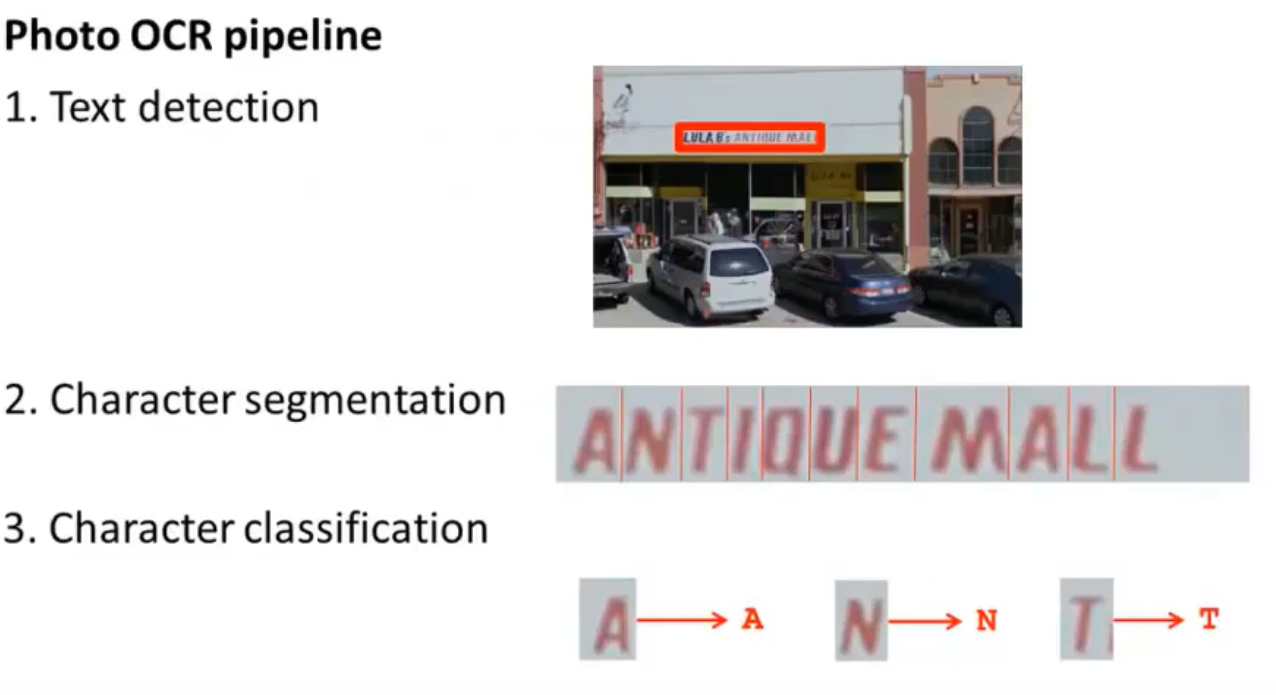 Photo OCR pipeline
1. Text detection
LULA B's ANTIQUE MALL
2. Character segmentation
ANTIQUE MALL
3. Character classification
A → A N → N T → T